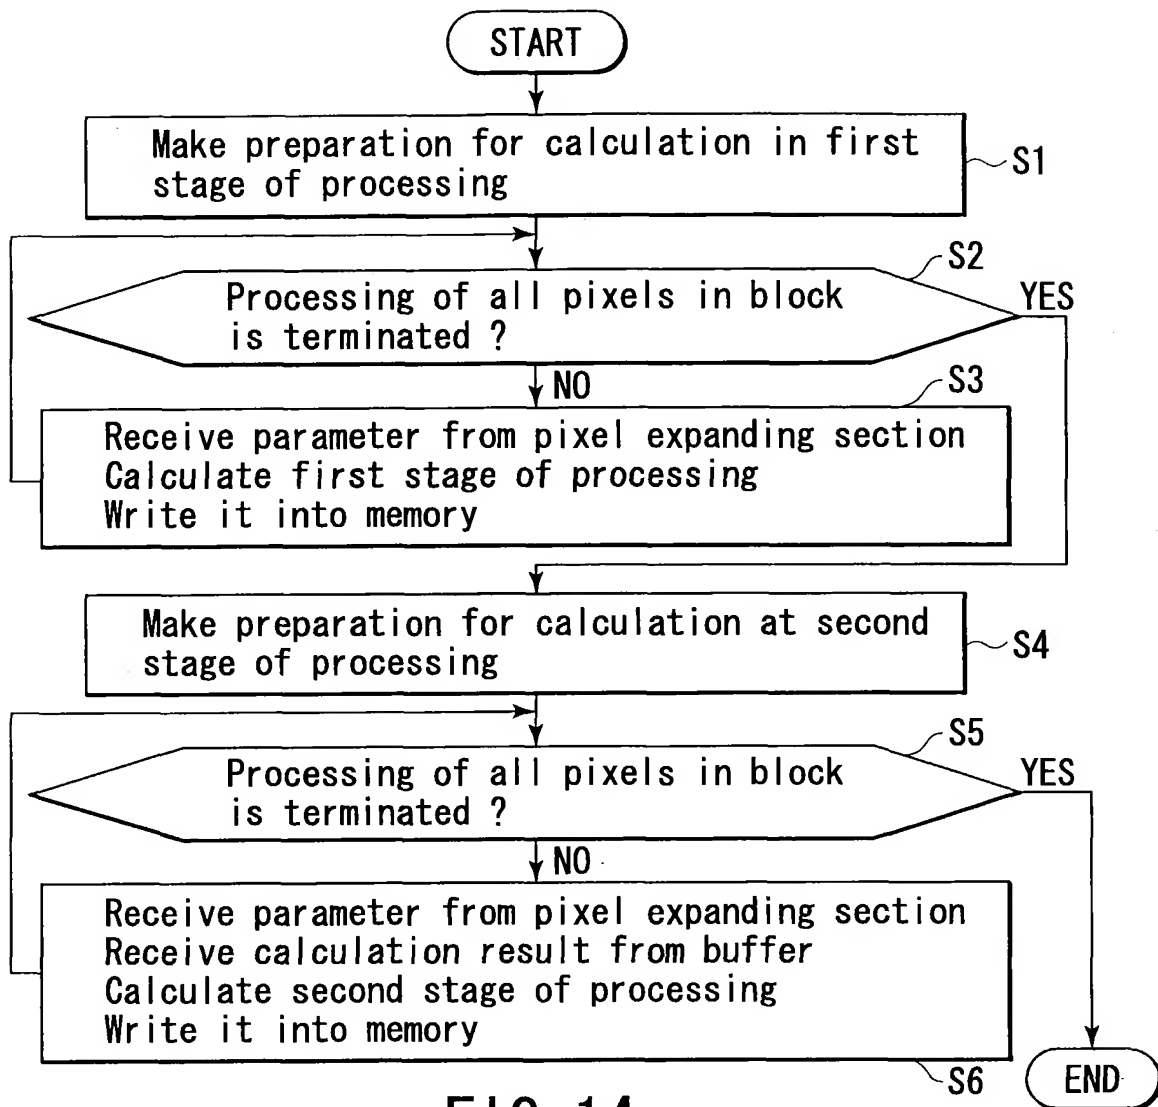 START
Make preparation for calculation in first
stage of processing
S1
S2
Processing of all pixels in block
is terminated ?
YES
NO
S3
Receive parameter from pixel expanding section
Calculate first stage of processing
Write it into memory
Make preparation for calculation at second
stage of processing
S4
S5
Processing of all pixels in block
is terminated ?
YES
NO
Receive parameter from pixel expanding section
Receive calculation result from buffer
Calculate second stage of processing
Write it into memory
S6
END
FIG. 14